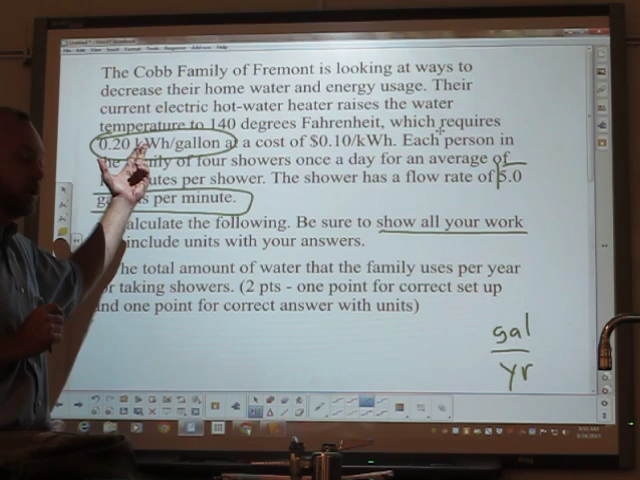 The Cobb Family of Fremont is looking at ways to
decrease their home water and energy usage. Their
current electric hot-water heater raises the water
temperature to 140 degrees Fahrenheit, which requires
0.20 kWh/gallon at a cost of $0.10/kWh. Each person in
the family of four showers once a day for an average of
utes per shower. The shower has a flow rate of 5.0
ga s per minute.
alculate the following. Be sure to show all your work
include units with your answers.
he total amount of water that the family uses per year
r taking showers. (2 pts - one point for correct set up
and one point for correct answer with units)
gal
yr